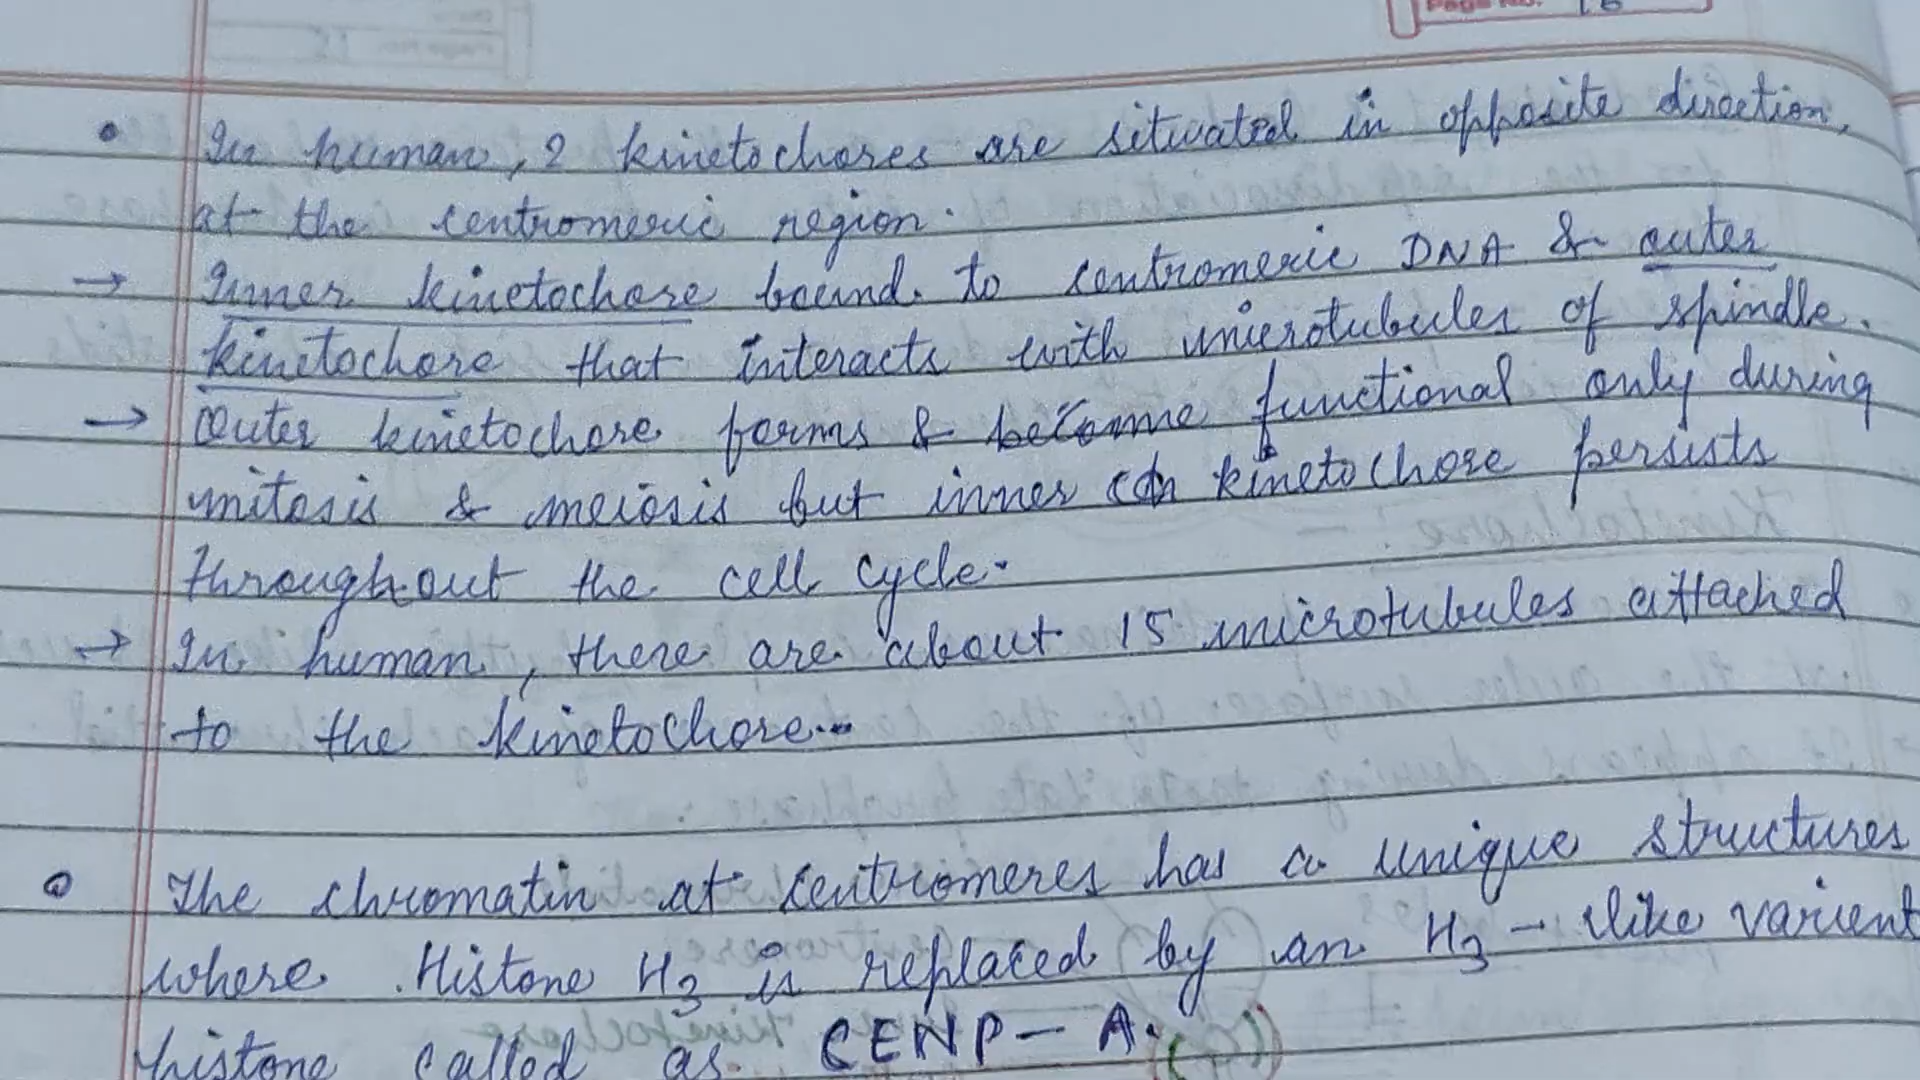 Page No. 16
• In human, 2 kinetochores are situated in opposite direction,
at the centromeric region.
→ Inner kinetochore bound to centromeric DNA & outer
kinetochore that interacts with microtubules of spindle.
→ Outer kinetochore forms & become functional only during
mitosis & meiosis but inner kinetochore persists
throughout the cell cycle.
→ In human, there are about 15 microtubules attached
to the kinetochore.
• The chromatin at centromeres has a unique structures
where Histone H3 is replaced by an H3 - like varient
histone called as CENP - A.